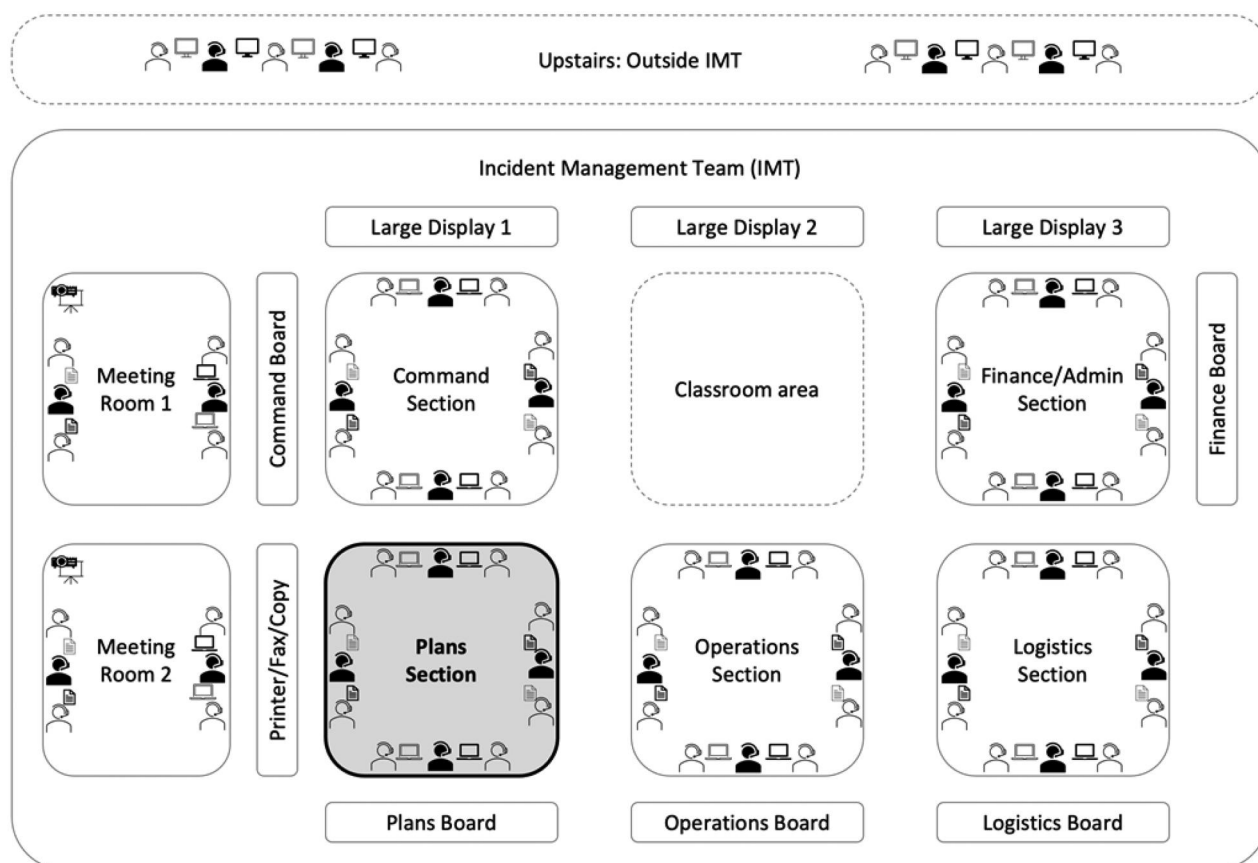 Upstairs: Outside IMT
Incident Management Team (IMT)
Large Display 1
Large Display 2
Large Display 3
Meeting
Room 1
Command Board
Command
Section
Classroom area
Finance/Admin
Section
Finance Board
Meeting
Room 2
Printer/Fax/Copy
Plans
Section
Operations
Section
Logistics
Section
Plans Board
Operations Board
Logistics Board